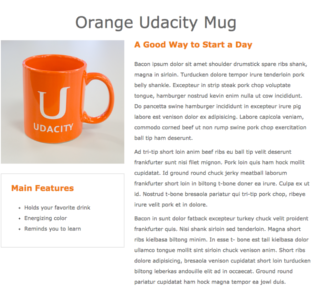 Orange Udacity Mug
UDACITY
Main Features
Holds your favorite drink
Energizing color
Reminds you to learn
A Good Way to Start a Day
Bacon ipsum dolor sit amet shoulder drumstick spare ribs shank,
magna in sirloin. Turducken dolore tempor irure tenderloin pork
belly shankle. Excepteur in strip steak pork chop voluptate
tongue, hamburger nostrud kevin enim nulla ut cow incididunt.
Do pancetta swine hamburger incididunt in excepteur irure pig
labore est venison dolor ex adipisicing. Labore capicola veniam,
commodo corned beef ut non rump swine pork chop exercitation
ball tip ham deserunt.
Ad tri-tip short loin anim beef ribs eu ball tip velit deserunt
frankfurter sunt nisi filet mignon. Pork loin quis ham hock mollit
cupidatat. Id ground round chuck jerky meatball laborum
frankfurter short loin in biltong t-bone doner ea irure. Culpa ex ut
id. Nostrud t-bone bresaola pariatur qui tri-tip pork chop, ribeye
irure velit pork et in dolore.
Bacon in sunt dolor fatback excepteur turkey chuck velit proident
frankfurter quis. Nisi shank sirloin sed tenderloin. Magna short
ribs kielbasa biltong minim. In esse t- bone est tail kielbasa dolor
ullamco tongue mollit sint sirloin chuck venison anim. Short ribs
dolore adipisicing, bresaola venison cupidatat short loin turducken
biltong leberkas andouille elit ad in occaecat. Ground round
pariatur cupidatat ham hock magna tempor ea jowl duis.